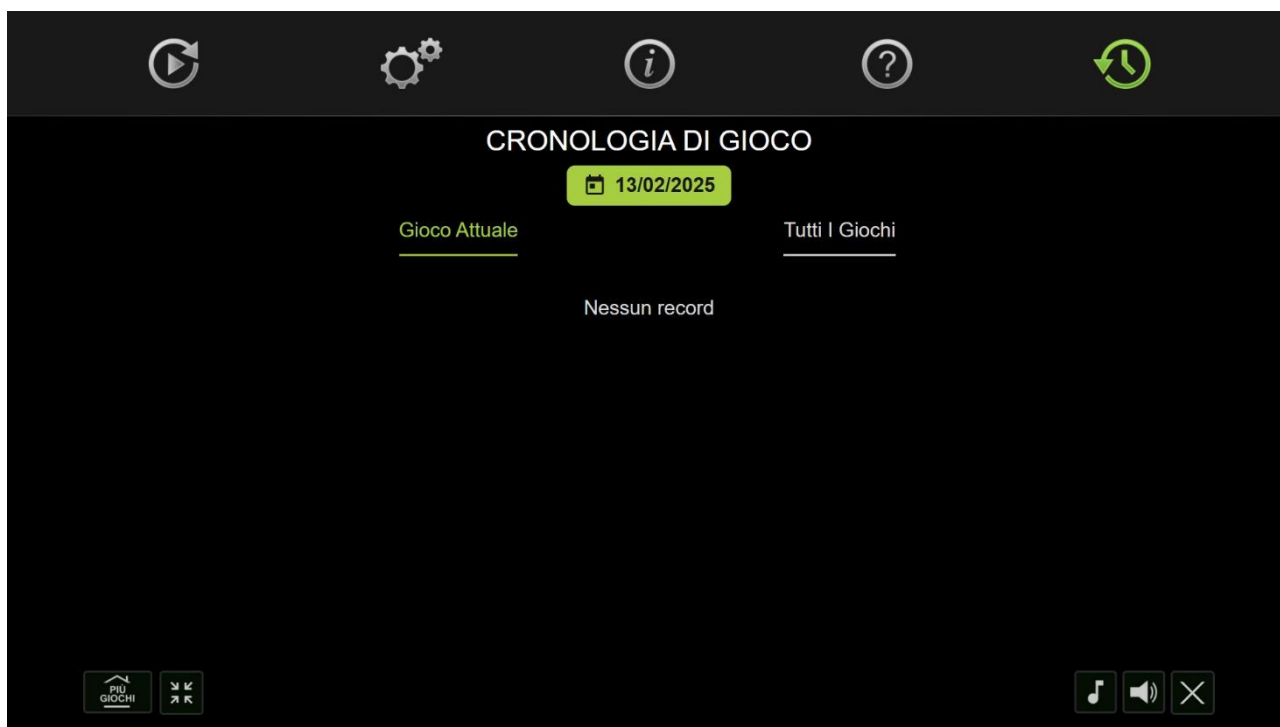 CRONOLOGIA DI GIOCO
13/02/2025
Gioco Attuale
Tutti I Giochi
Nessun record
PIÙ
GIOCHI